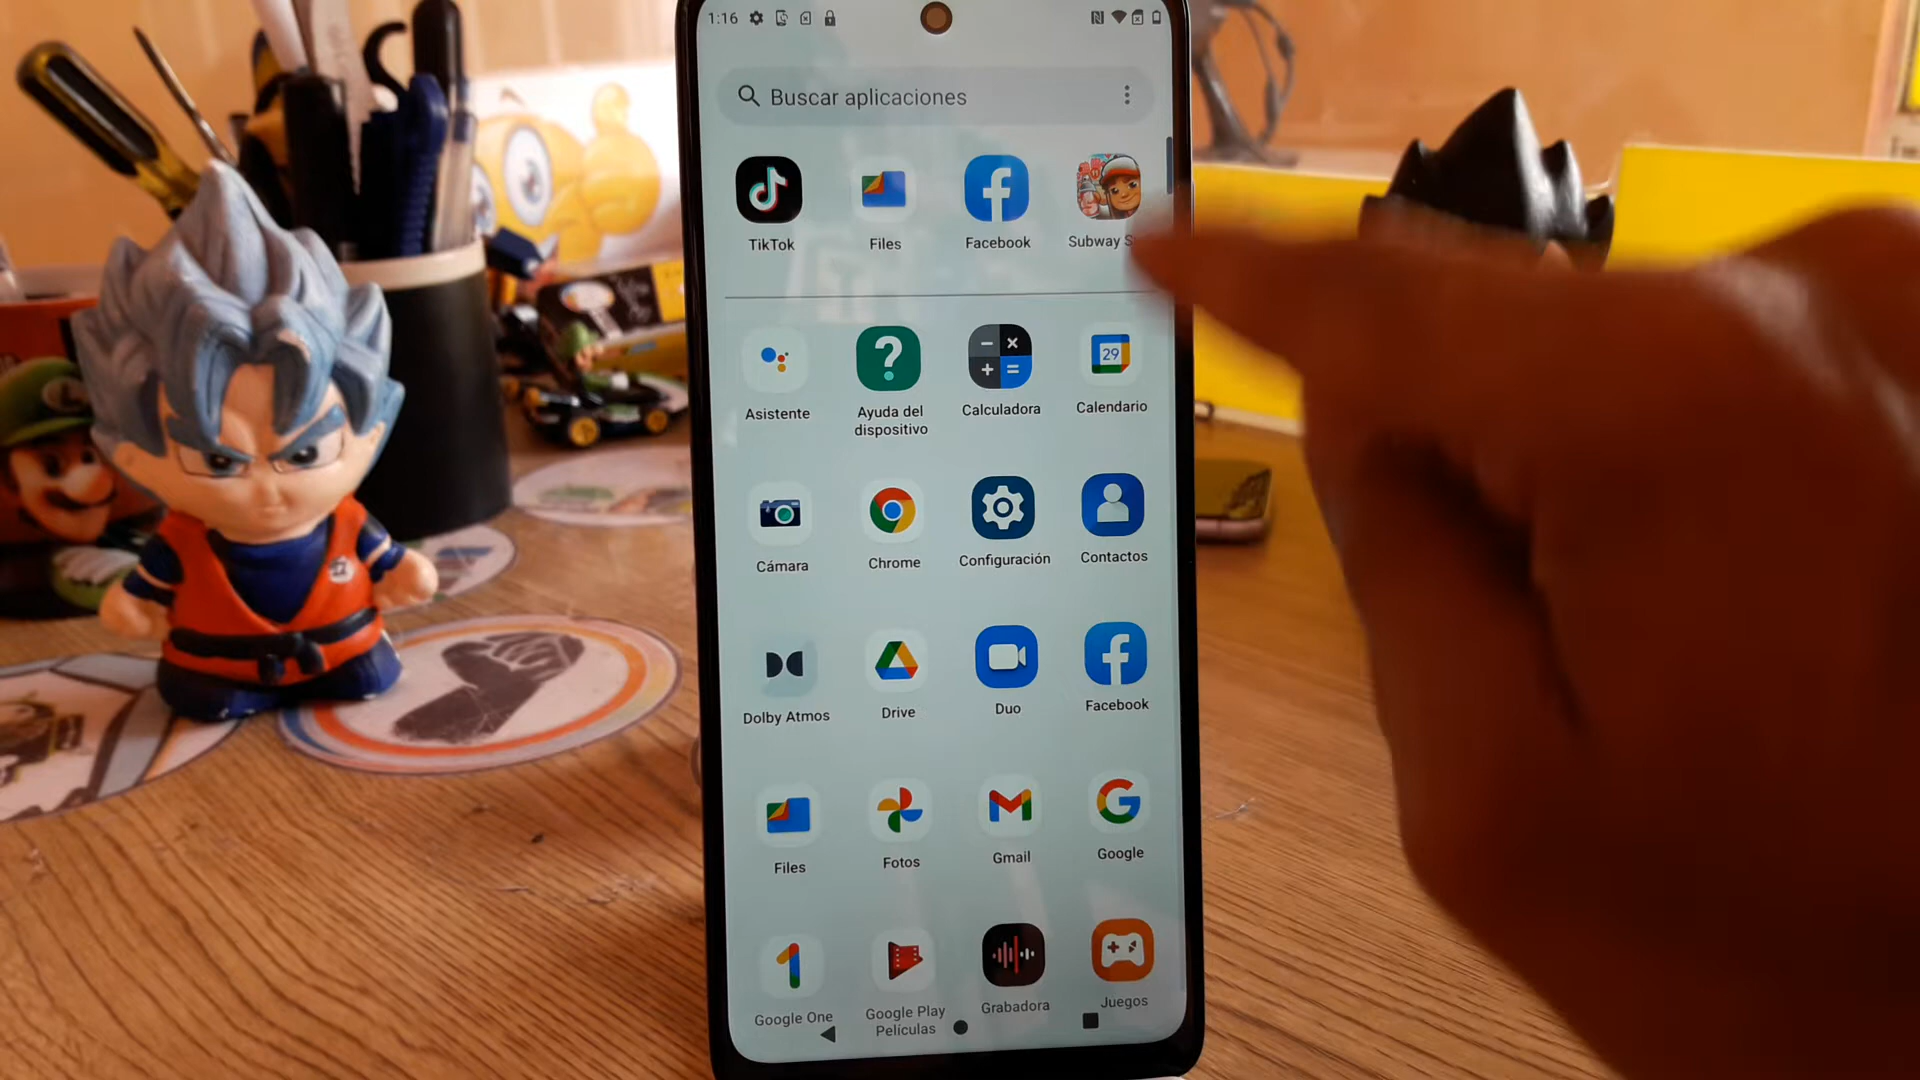 1:16
Buscar aplicaciones
TikTok
Files
Facebook
Subway S
Asistente
Ayuda del
dispositivo
Calculadora
29
Calendario
Cámara
Chrome
Configuración
Contactos
Dolby Atmos
Drive
Duo
Facebook
Files
Fotos
Gmail
Google
Google One
Google Play
Películas
Grabadora
Juegos